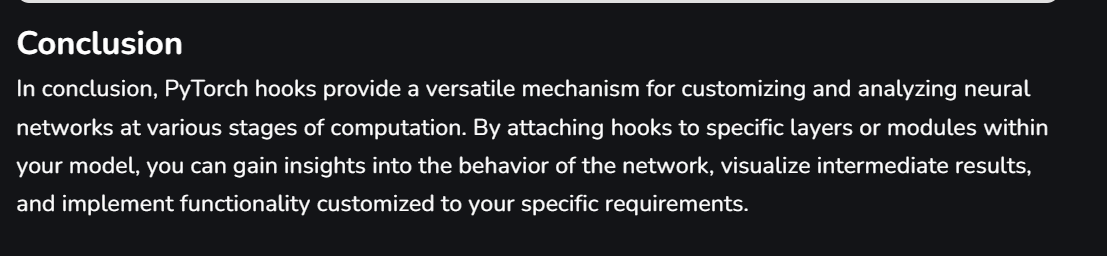 Conclusion
In conclusion, PyTorch hooks provide a versatile mechanism for customizing and analyzing neural
networks at various stages of computation. By attaching hooks to specific layers or modules within
your model, you can gain insights into the behavior of the network, visualize intermediate results,
and implement functionality customized to your specific requirements.